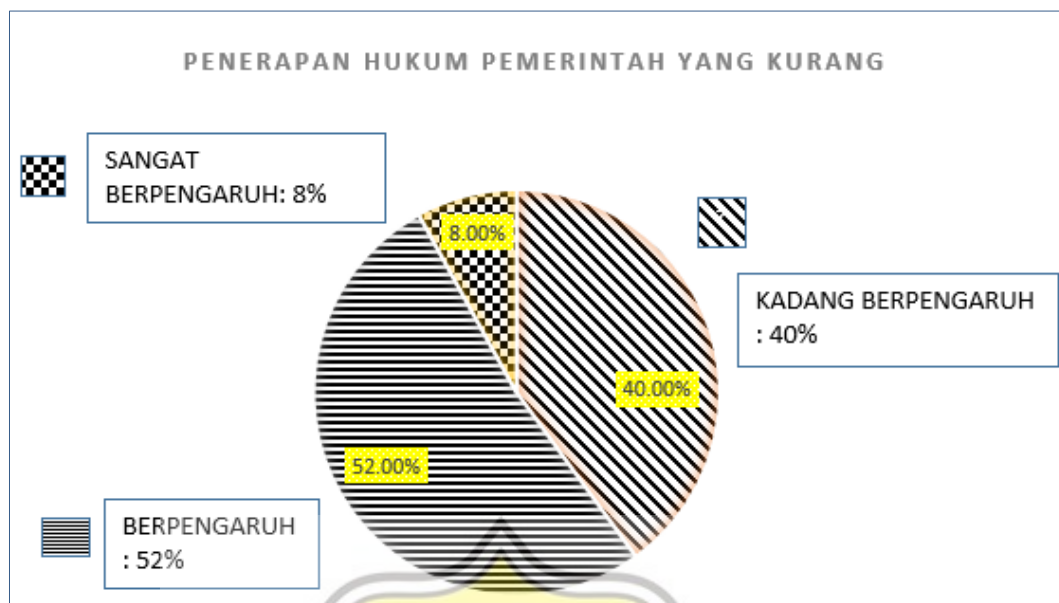 PENERAPAN HUKUM PEMERINTAH YANG KURANG
SANGAT
BERPENGARUH: 8%
8.00%
KADANG BERPENGARUH
: 40%
40.00%
52.00%
BERPENGARUH
: 52%